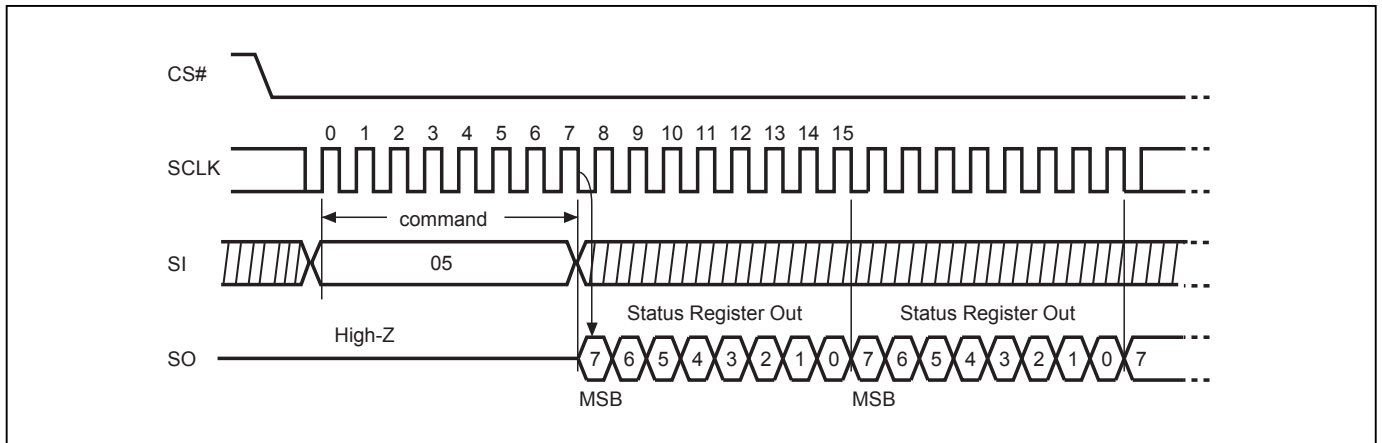 CS#
0 1 2 3 4 5 6 7 8 9 10 11 12 13 14 15
SCLK
command
SI
05
Status Register Out Status Register Out
High-Z
SO
7 6 5 4 3 2 1 0 7 6 5 4 3 2 1 0 7
MSB MSB